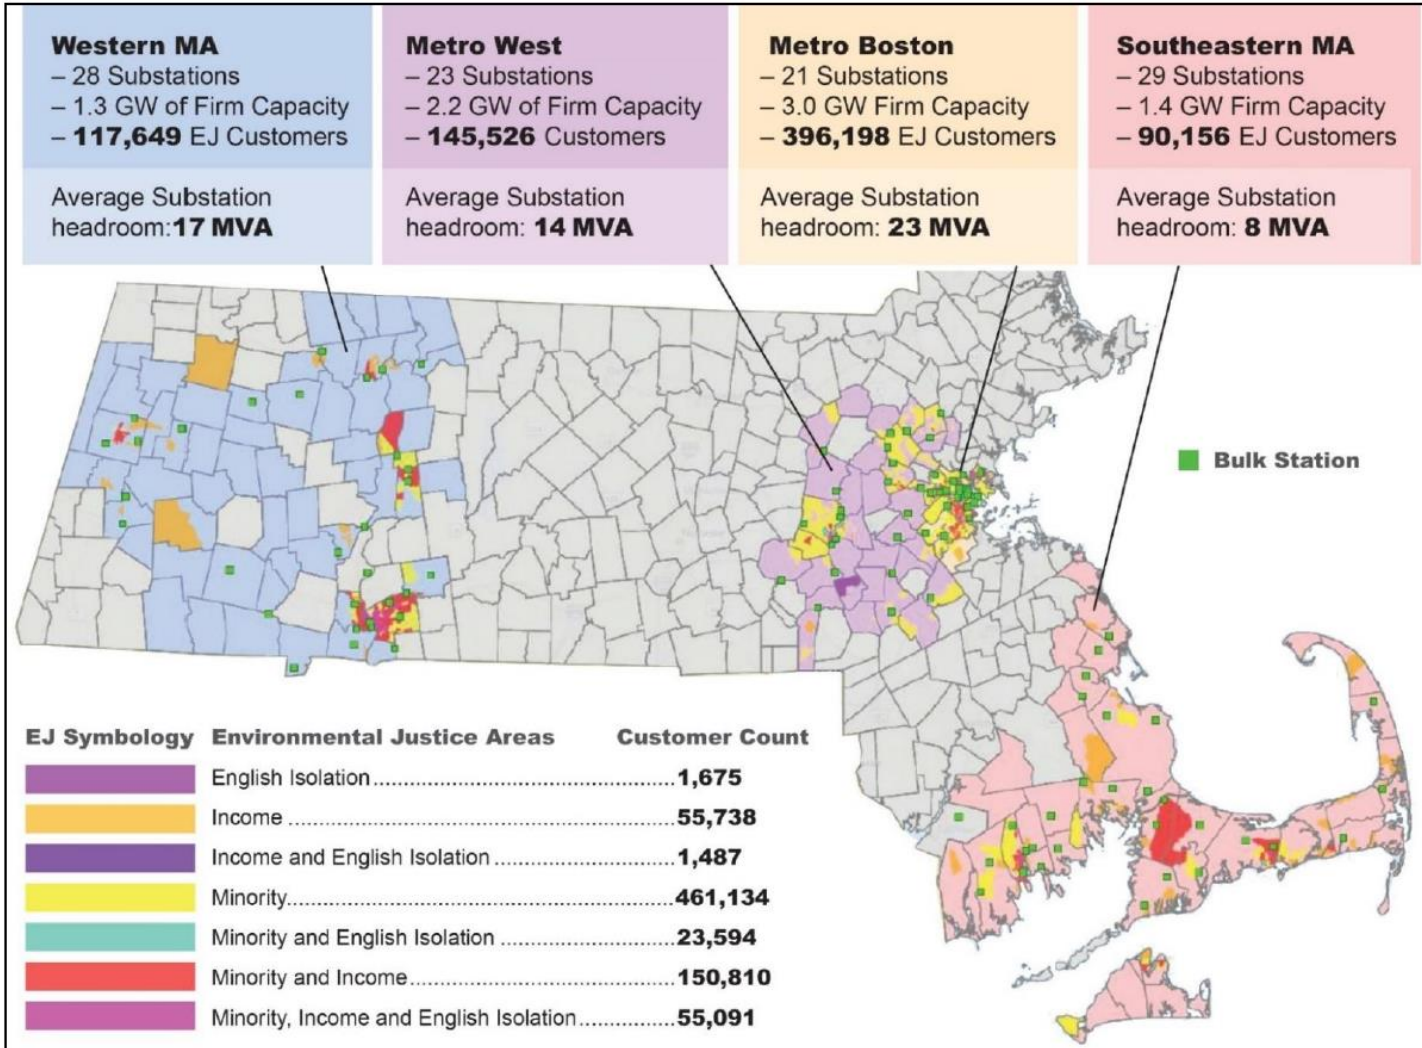 Western MA
– 28 Substations
– 1.3 GW of Firm Capacity
– 117,649 EJ Customers
Average Substation
headroom:17 MVA
Metro West
– 23 Substations
– 2.2 GW of Firm Capacity
– 145,526 Customers
Average Substation
headroom: 14 MVA
Metro Boston
– 21 Substations
– 3.0 GW Firm Capacity
– 396,198 EJ Customers
Average Substation
headroom: 23 MVA
Southeastern MA
– 29 Substations
– 1.4 GW Firm Capacity
– 90,156 EJ Customers
Average Substation
headroom: 8 MVA
Bulk Station
EJ Symbology Environmental Justice Areas Customer Count
English Isolation 1,675
Income 55,738
Income and English Isolation 1,487
Minority 461,134
Minority and English Isolation 23,594
Minority and Income 150,810
Minority, Income and English Isolation 55,091